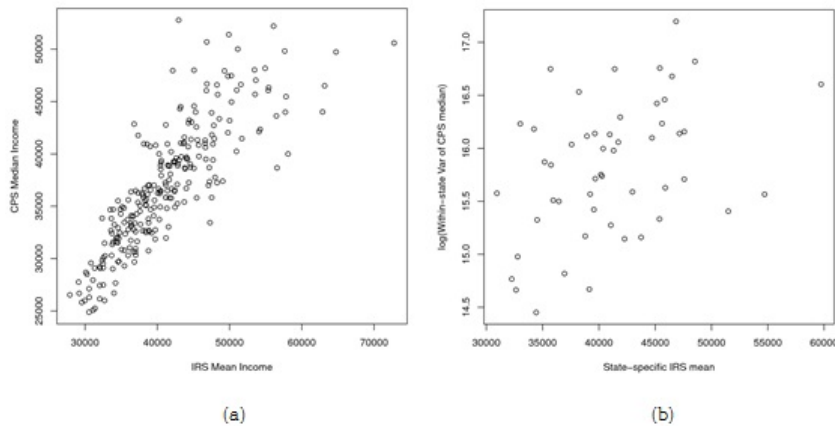 CPS Median Income
50000
45000
40000
35000
30000
25000
30000 40000 50000 60000 70000
IRS Mean Income
(a)
log(Within-state Var of CPS median)
17.0
16.5
16.0
15.5
15.0
14.5
30000 35000 40000 45000 50000 55000 60000
State-specific IRS mean
(b)